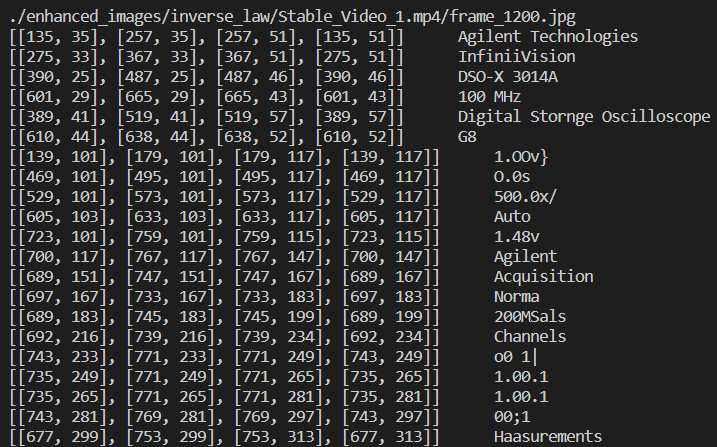 ./enhanced_images/inverse_law/Stable_Video_1.mp4/frame_1200.jpg
[[135, 35], [257, 35], [257, 51], [135, 51]] Agilent Technologies
[[275, 33], [367, 33], [367, 51], [275, 51]] InfiniiVision
[[390, 25], [487, 25], [487, 46], [390, 46]] DSO-X 3014A
[[601, 29], [665, 29], [665, 43], [601, 43]] 100 MHz
[[389, 41], [519, 41], [519, 57], [389, 57]] Digital Stornge Oscilloscope
[[610, 44], [638, 44], [638, 52], [610, 52]] G8
[[139, 101], [179, 101], [179, 117], [139, 117]] 1.OOv}
[[469, 101], [495, 101], [495, 117], [469, 117]] O.0s
[[529, 101], [573, 101], [573, 117], [529, 117]] 500.0x/
[[605, 103], [633, 103], [633, 117], [605, 117]] Auto
[[723, 101], [759, 101], [759, 115], [723, 115]] 1.48v
[[700, 117], [767, 117], [767, 147], [700, 147]] Agilent
[[689, 151], [747, 151], [747, 167], [689, 167]] Acquisition
[[697, 167], [733, 167], [733, 183], [697, 183]] Norma
[[689, 183], [745, 183], [745, 199], [689, 199]] 200MSals
[[692, 216], [739, 216], [739, 234], [692, 234]] Channels
[[743, 233], [771, 233], [771, 249], [743, 249]] o0 1|
[[735, 249], [771, 249], [771, 265], [735, 265]] 1.00.1
[[735, 265], [771, 265], [771, 281], [735, 281]] 1.00.1
[[743, 281], [769, 281], [769, 297], [743, 297]] 00;1
[[677, 299], [753, 299], [753, 313], [677, 313]] Haasurements